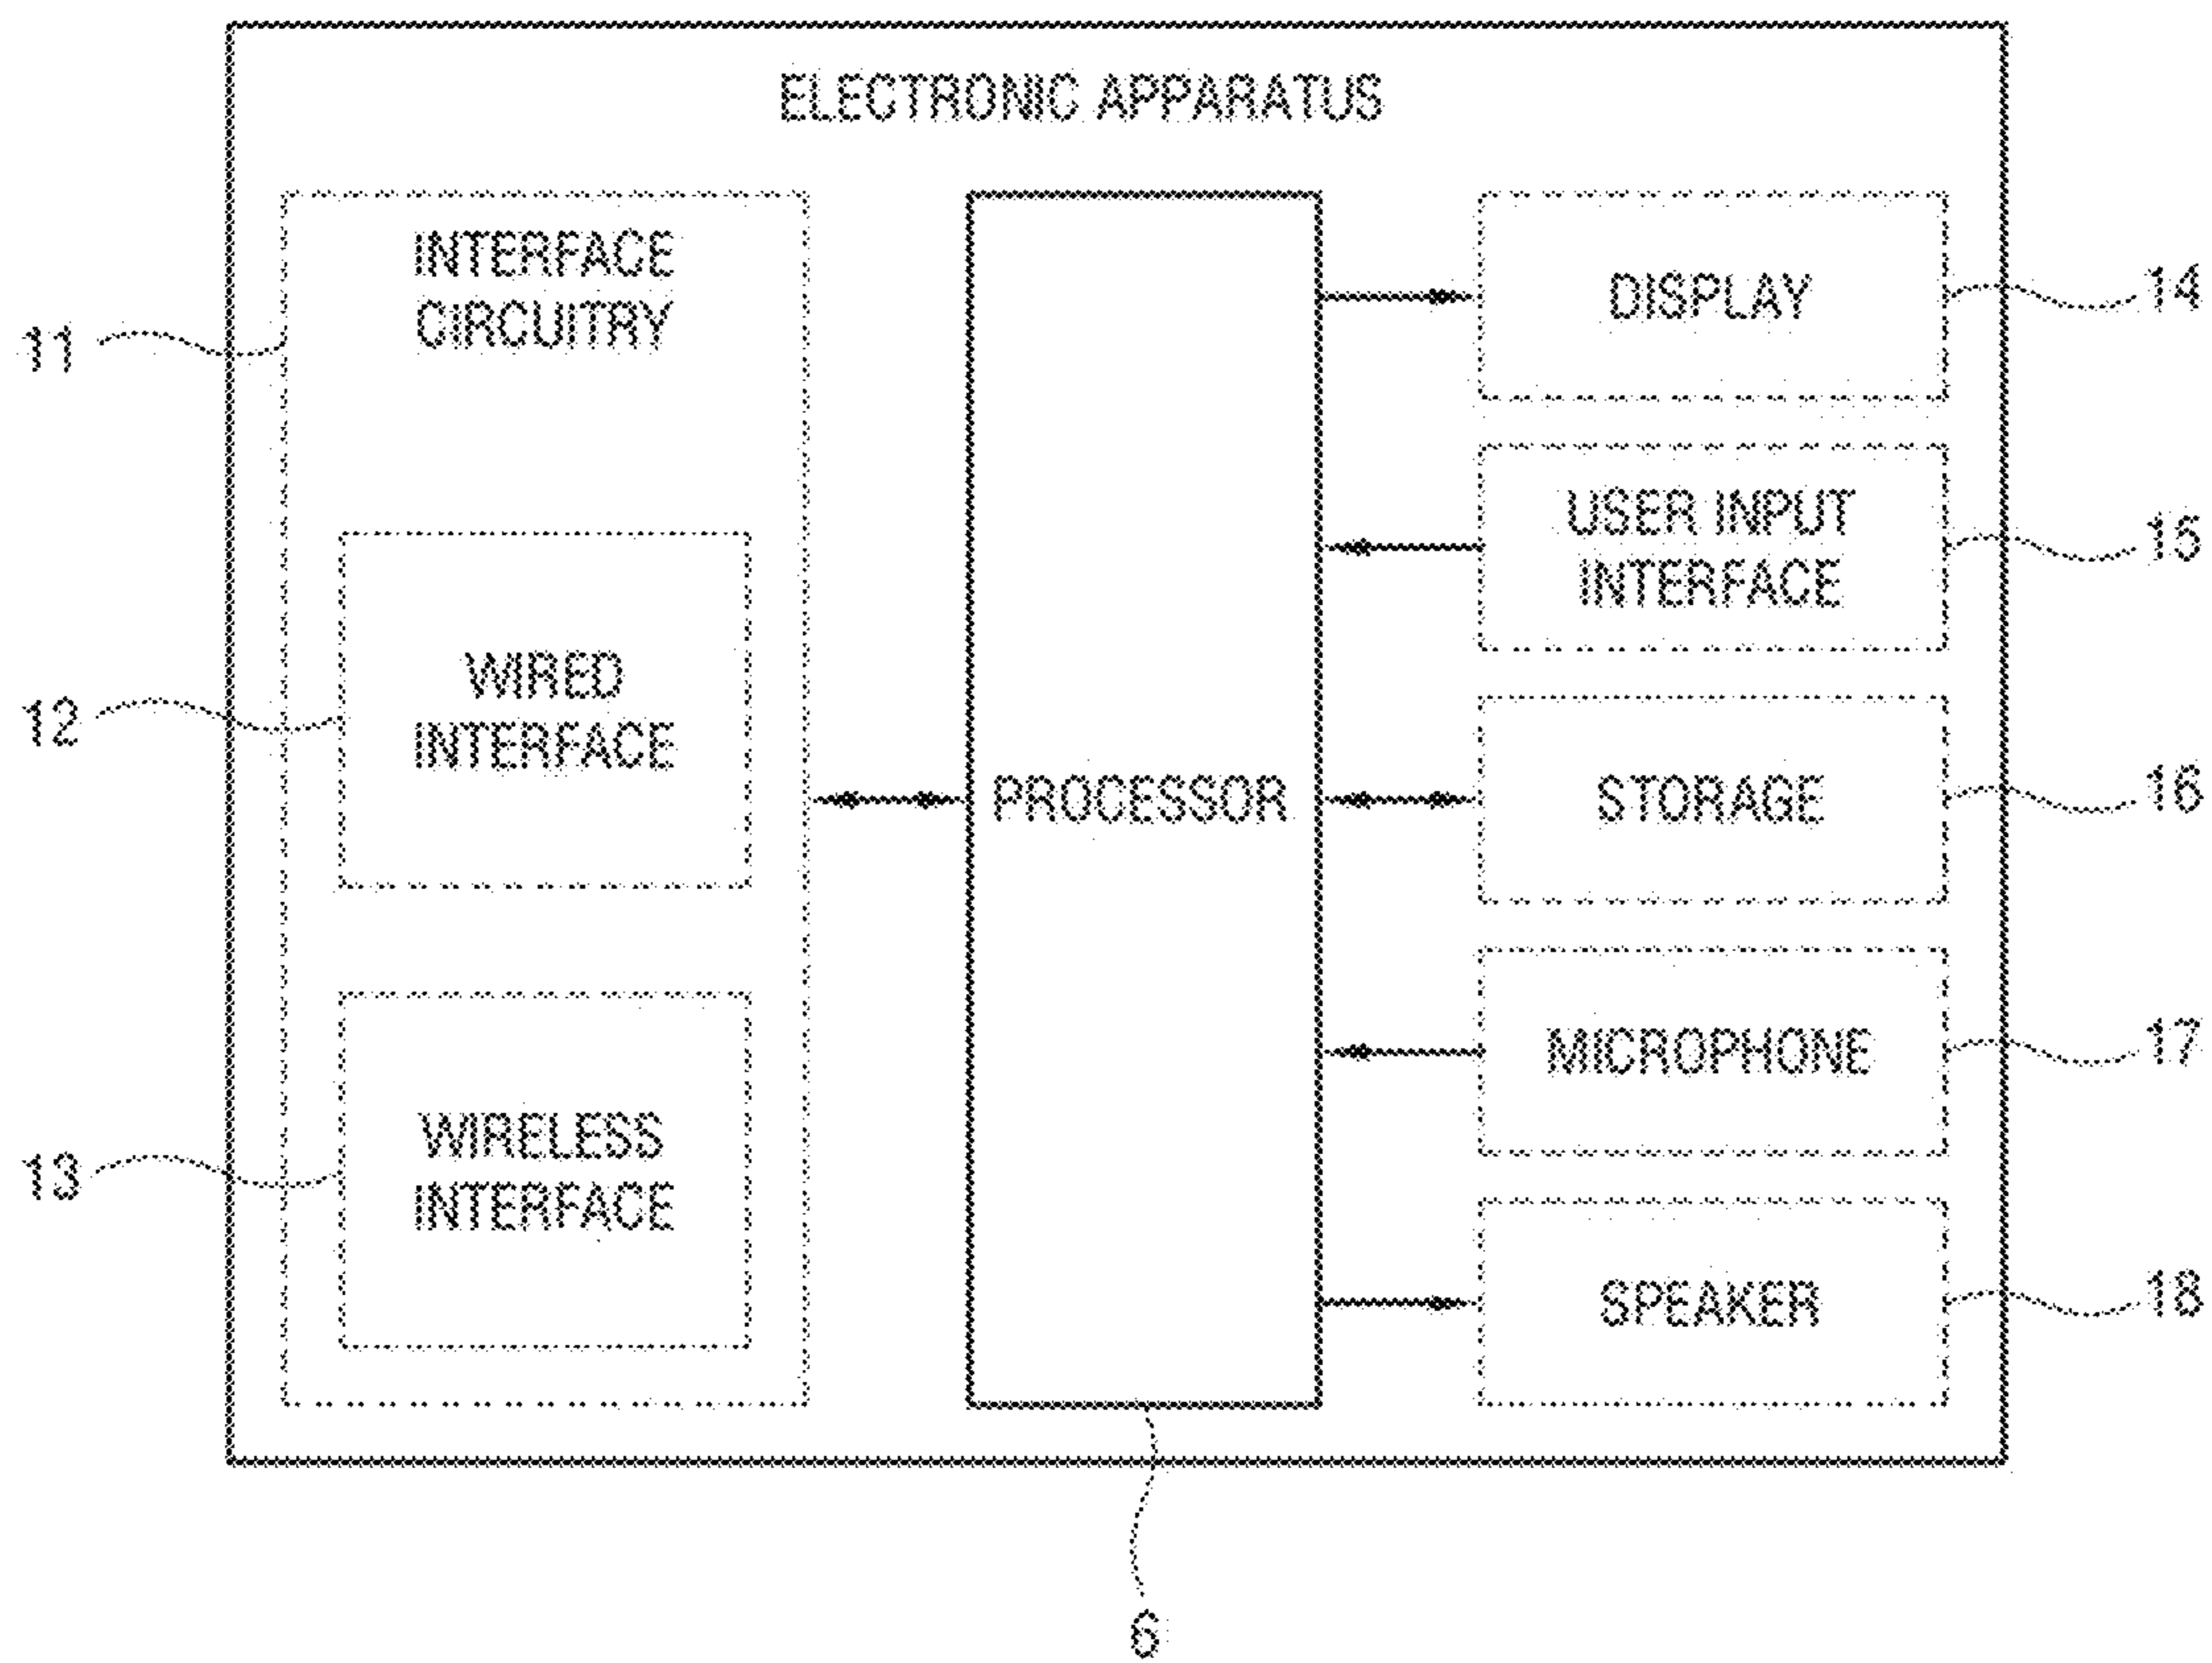 ELECTRONIC APPARATUS
INTERFACE
CIRCUITRY
11
WIRED
INTERFACE
12
WIRELESS
INTERFACE
13
PROCESSOR
6
DISPLAY
14
USER INPUT
INTERFACE
15
STORAGE
16
MICROPHONE
17
SPEAKER
18